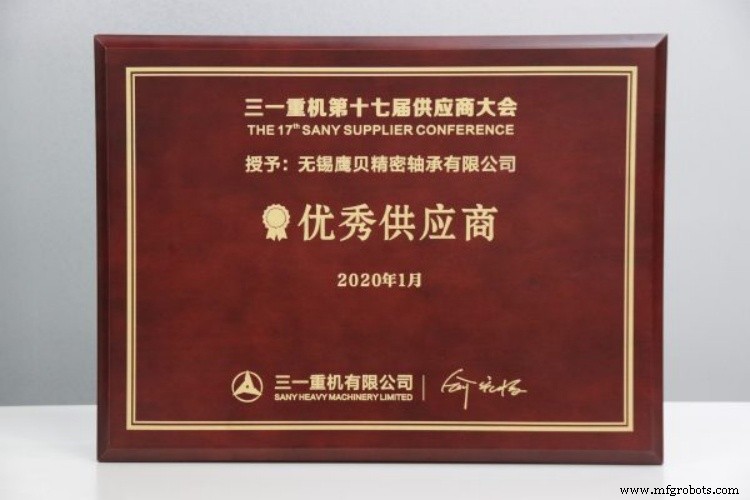 三一重机第十七届供应商大会
THE 17th SANY SUPPLIER CONFERENCE
授予：无锡鹰贝精密轴承有限公司
优秀供应商
2020年1月
三一重机有限公司
SANY HEAVY MACHINERY LIMITED
www.mfgrobots.com